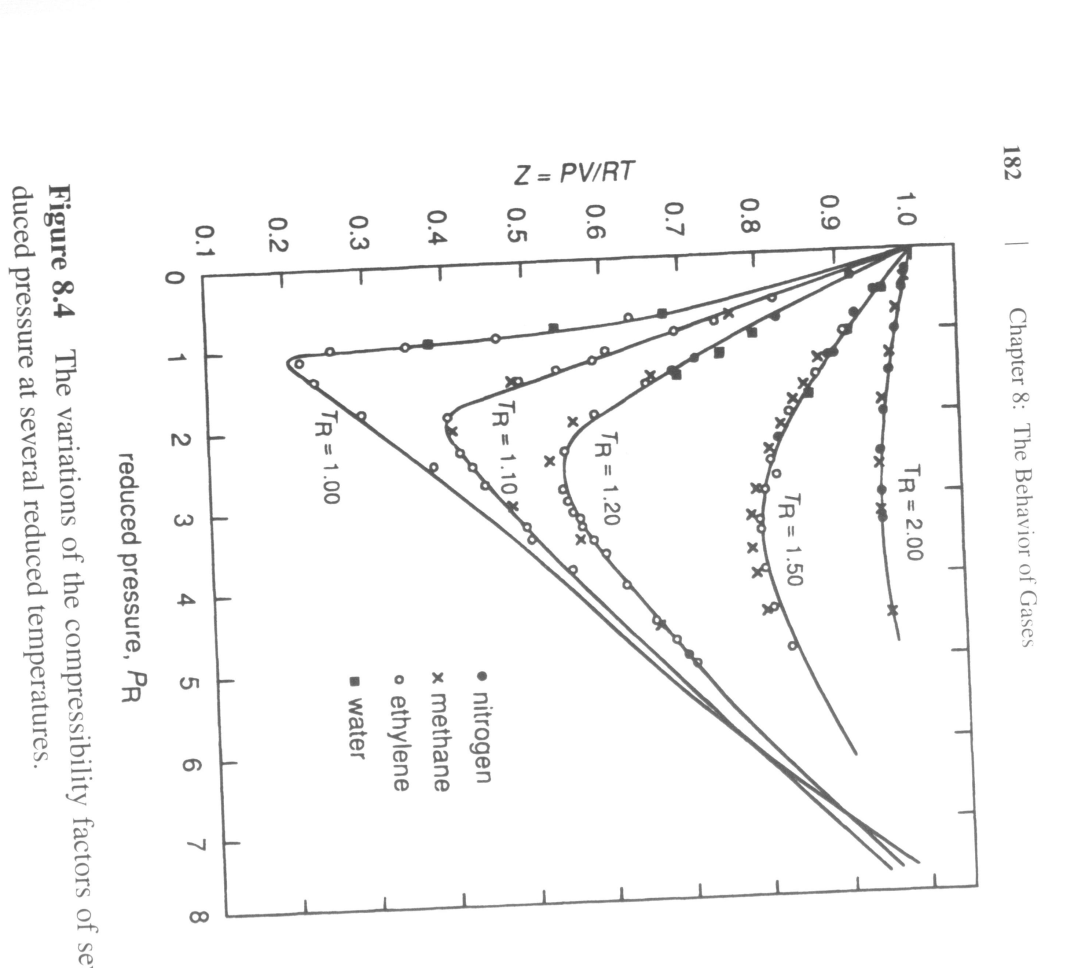 182 | Chapter 8: The Behavior of Gases
Z = PV/RT
1.0
0.9
0.8
0.7
0.6
0.5
0.4
0.3
0.2
0.1
TR = 2.00
TR = 1.50
TR = 1.20
TR = 1.10
TR = 1.00
● nitrogen
× methane
○ ethylene
■ water
0 1 2 3 4 5 6 7 8
reduced pressure, PR
Figure 8.4 The variations of the compressibility factors of
duced pressure at several reduced temperatures.